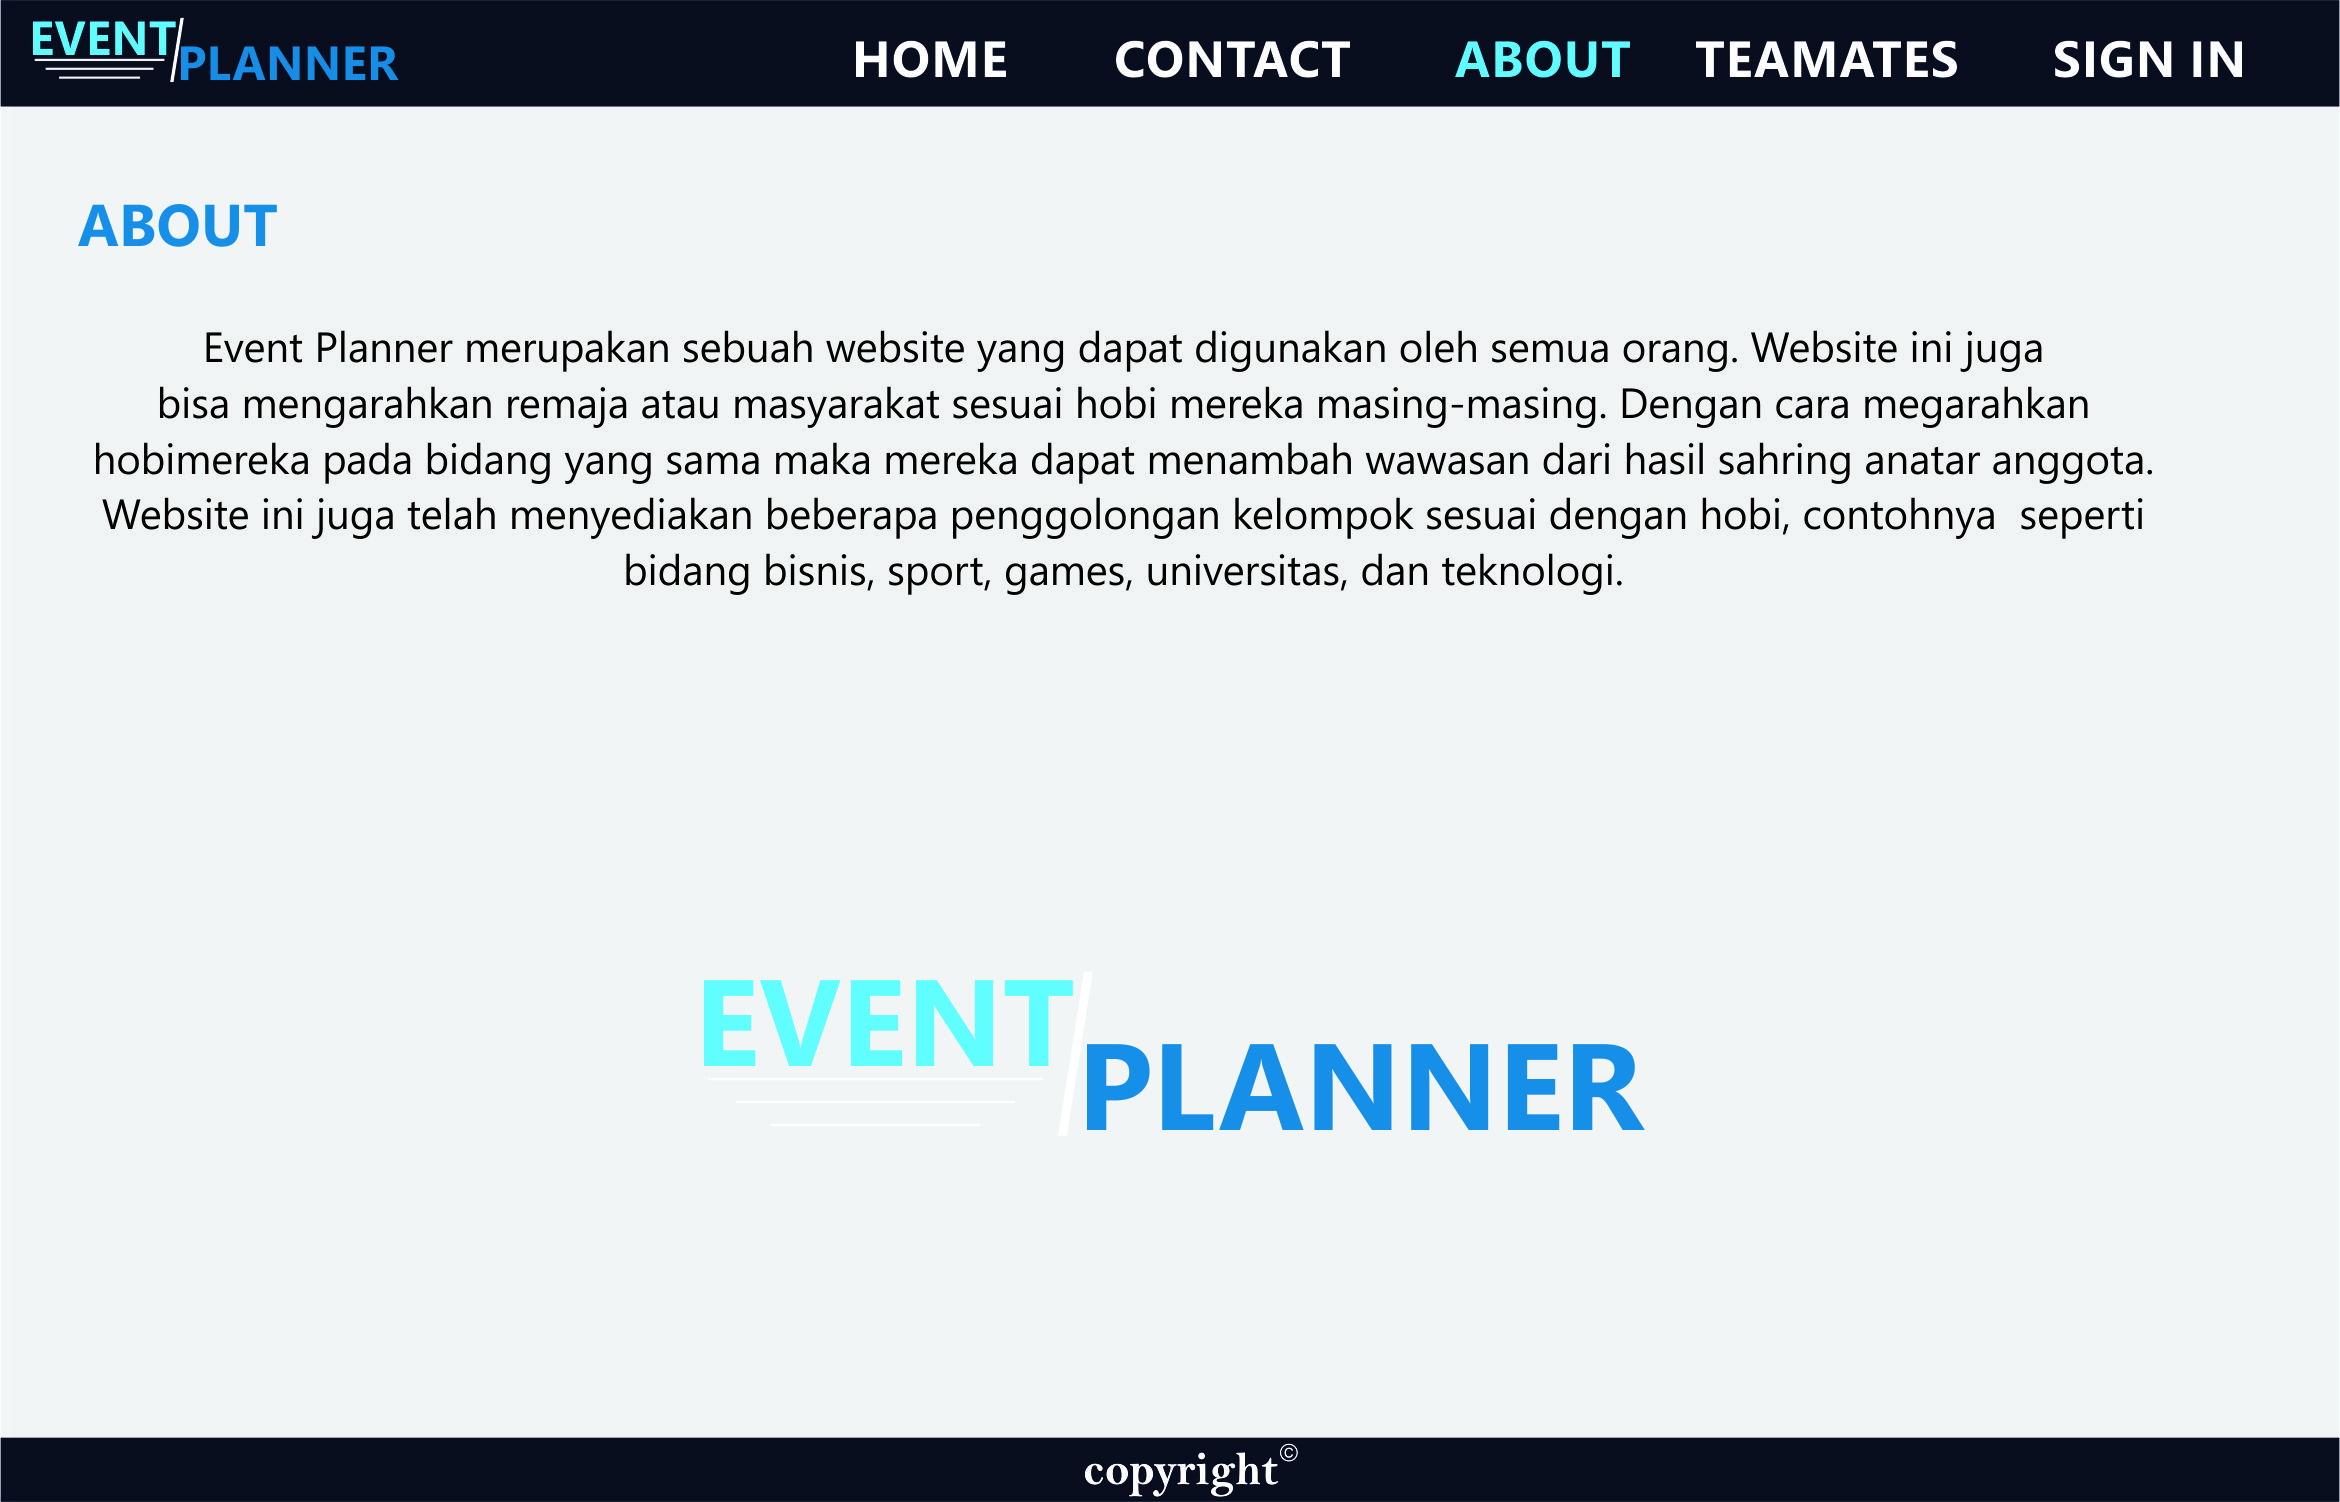 EVENT
PLANNER
HOME CONTACT ABOUT TEAMATES SIGN IN
ABOUT
Event Planner merupakan sebuah website yang dapat digunakan oleh semua orang. Website ini juga
bisa mengarahkan remaja atau masyarakat sesuai hobi mereka masing-masing. Dengan cara megarahkan
hobimereka pada bidang yang sama maka mereka dapat menambah wawasan dari hasil sahring anatar anggota.
Website ini juga telah menyediakan beberapa penggolongan kelompok sesuai dengan hobi, contohnya  seperti
bidang bisnis, sport, games, universitas, dan teknologi.
EVENT
PLANNER
copyright©